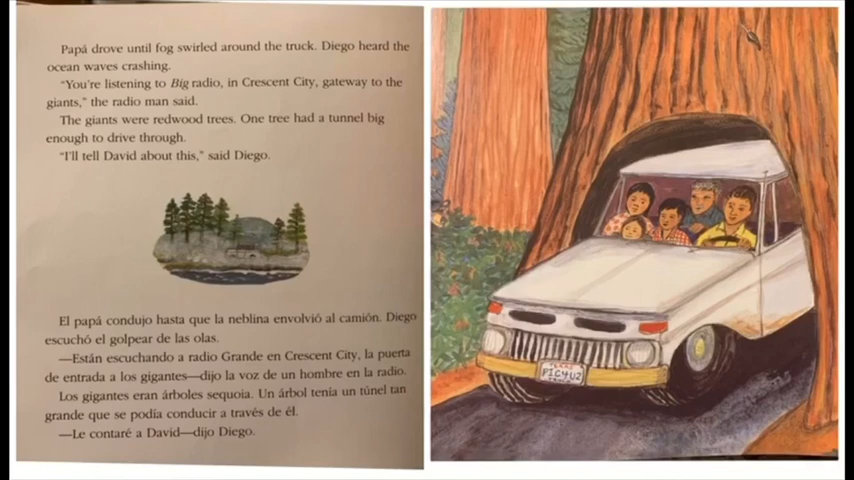 Papá drove until fog swirled around the truck. Diego heard the
ocean waves crashing.
"You're listening to Big radio, in Crescent City, gateway to the
giants," the radio man said.
The giants were redwood trees. One tree had a tunnel big
enough to drive through.
"I'll tell David about this," said Diego.
El papá condujo hasta que la neblina envolvió al camión. Diego
escuchó el golpear de las olas.
—Están escuchando a radio Grande en Crescent City, la puerta
de entrada a los gigantes—dijo la voz de un hombre en la radio.
Los gigantes eran árboles sequoia. Un árbol tenía un túnel tan
grande que se podía conducir a través de él.
—Le contaré a David—dijo Diego.
TEXAS